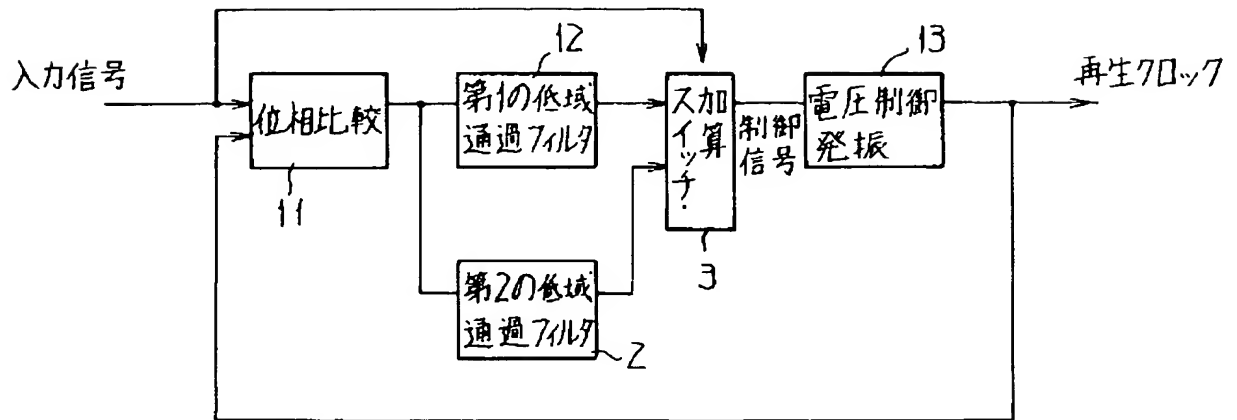 12
13
入力信号
再生クロック
位相比較
第1の低域
通過フィルタ
スイッチ・
加算
制御
信号
電圧制御
発振
11
3
第2の低域
通過フィルタ
2